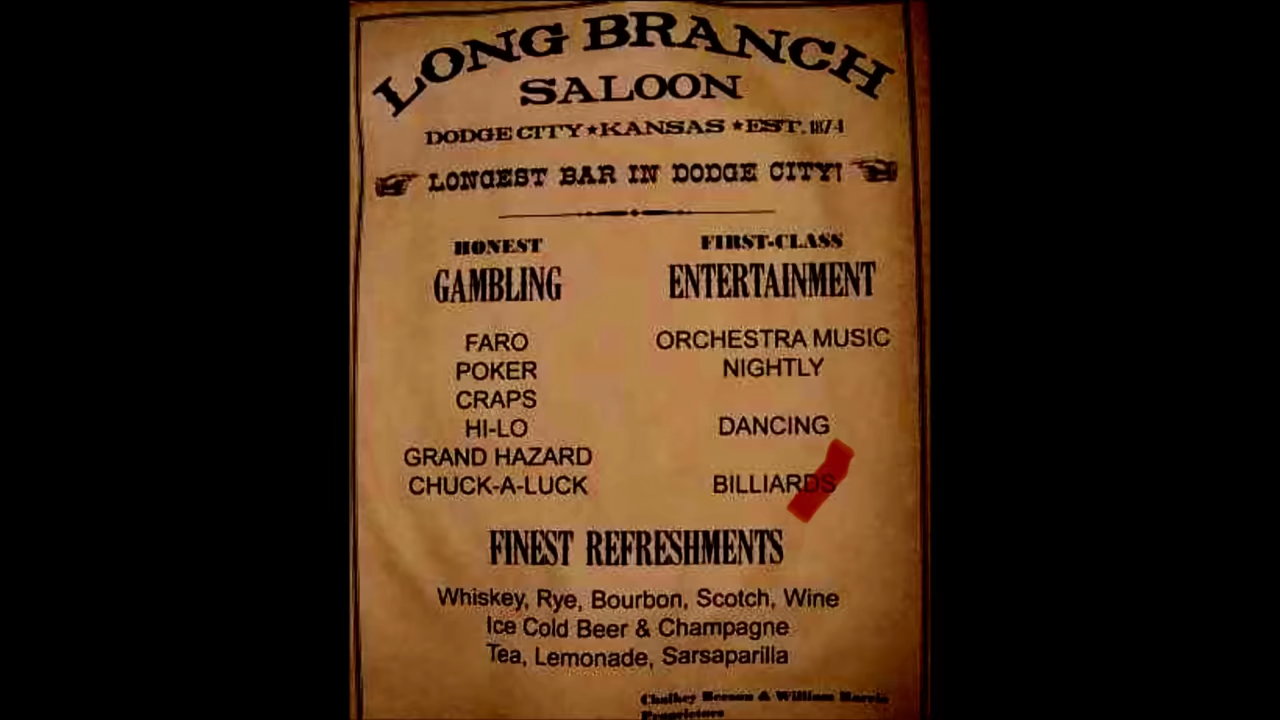 LONG BRANCH
SALOON
DODGE CITY★KANSAS★EST. 1874
LONGEST BAR IN DODGE CITY!
HONEST
GAMBLING
FARO
POKER
CRAPS
HI-LO
GRAND HAZARD
CHUCK-A-LUCK
FIRST-CLASS
ENTERTAINMENT
ORCHESTRA MUSIC
NIGHTLY
DANCING
BILLIARDS
FINEST REFRESHMENTS
Whiskey, Rye, Bourbon, Scotch, Wine
Ice Cold Beer & Champagne
Tea, Lemonade, Sarsaparilla
& William
Proprietors